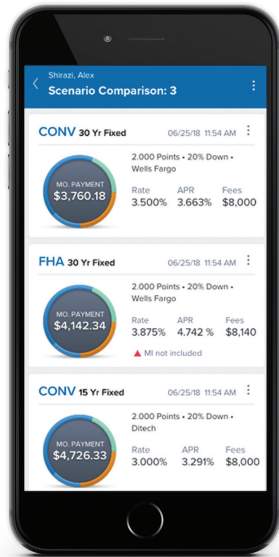 Shirazi, Alex
Scenario Comparison: 3
CONV 30 Yr Fixed 06/25/18 11:54 AM
2.000 Points • 20% Down •
Wells Fargo
MO. PAYMENT
$3,760.18
Rate APR Fees
3.500% 3.663% $8,000
FHA 30 Yr Fixed 06/25/18 11:54 AM
2.000 Points • 20% Down •
Wells Fargo
MO. PAYMENT
$4,142.34
Rate APR Fees
3.875% 4.742 % $8,140
MI not included
CONV 15 Yr Fixed 06/25/18 11:54 AM
2.000 Points • 20% Down •
Ditech
MO. PAYMENT
$4,726.33
Rate APR Fees
3.000% 3.291% $8,000